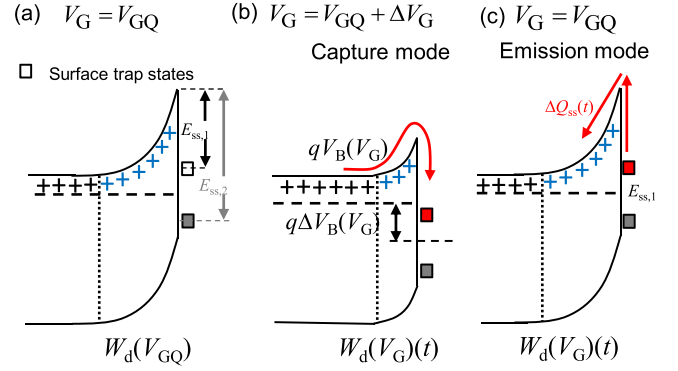 (a) V_G = V_GQ
Surface trap states
E_ss,1
E_ss,2
+ + + + + + + + + + +
W_d(V_GQ)
(b) V_G = V_GQ + ΔV_G
Capture mode
qV_B(V_G)
+ + + + + + + + +
qΔV_B(V_G)
W_d(V_G)(t)
(c) V_G = V_GQ
Emission mode
ΔQ_ss(t)
+ + + + + + + + + + +
E_ss,1
W_d(V_G)(t)